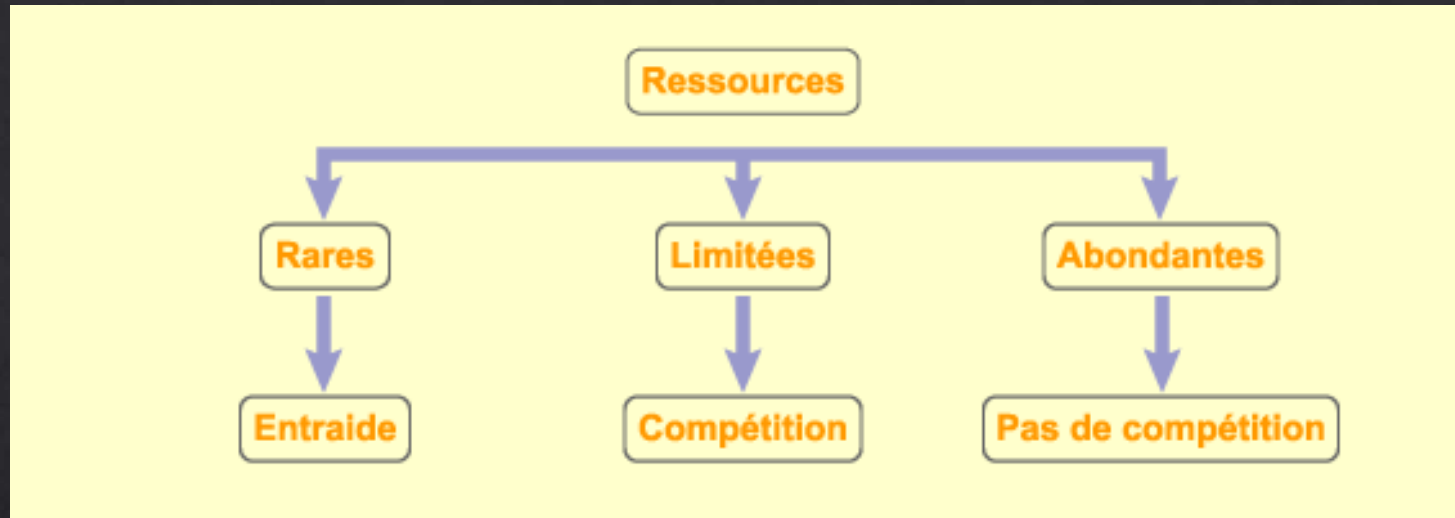 Ressources
Rares
Limitées
Abondantes
Entraide
Compétition
Pas de compétition